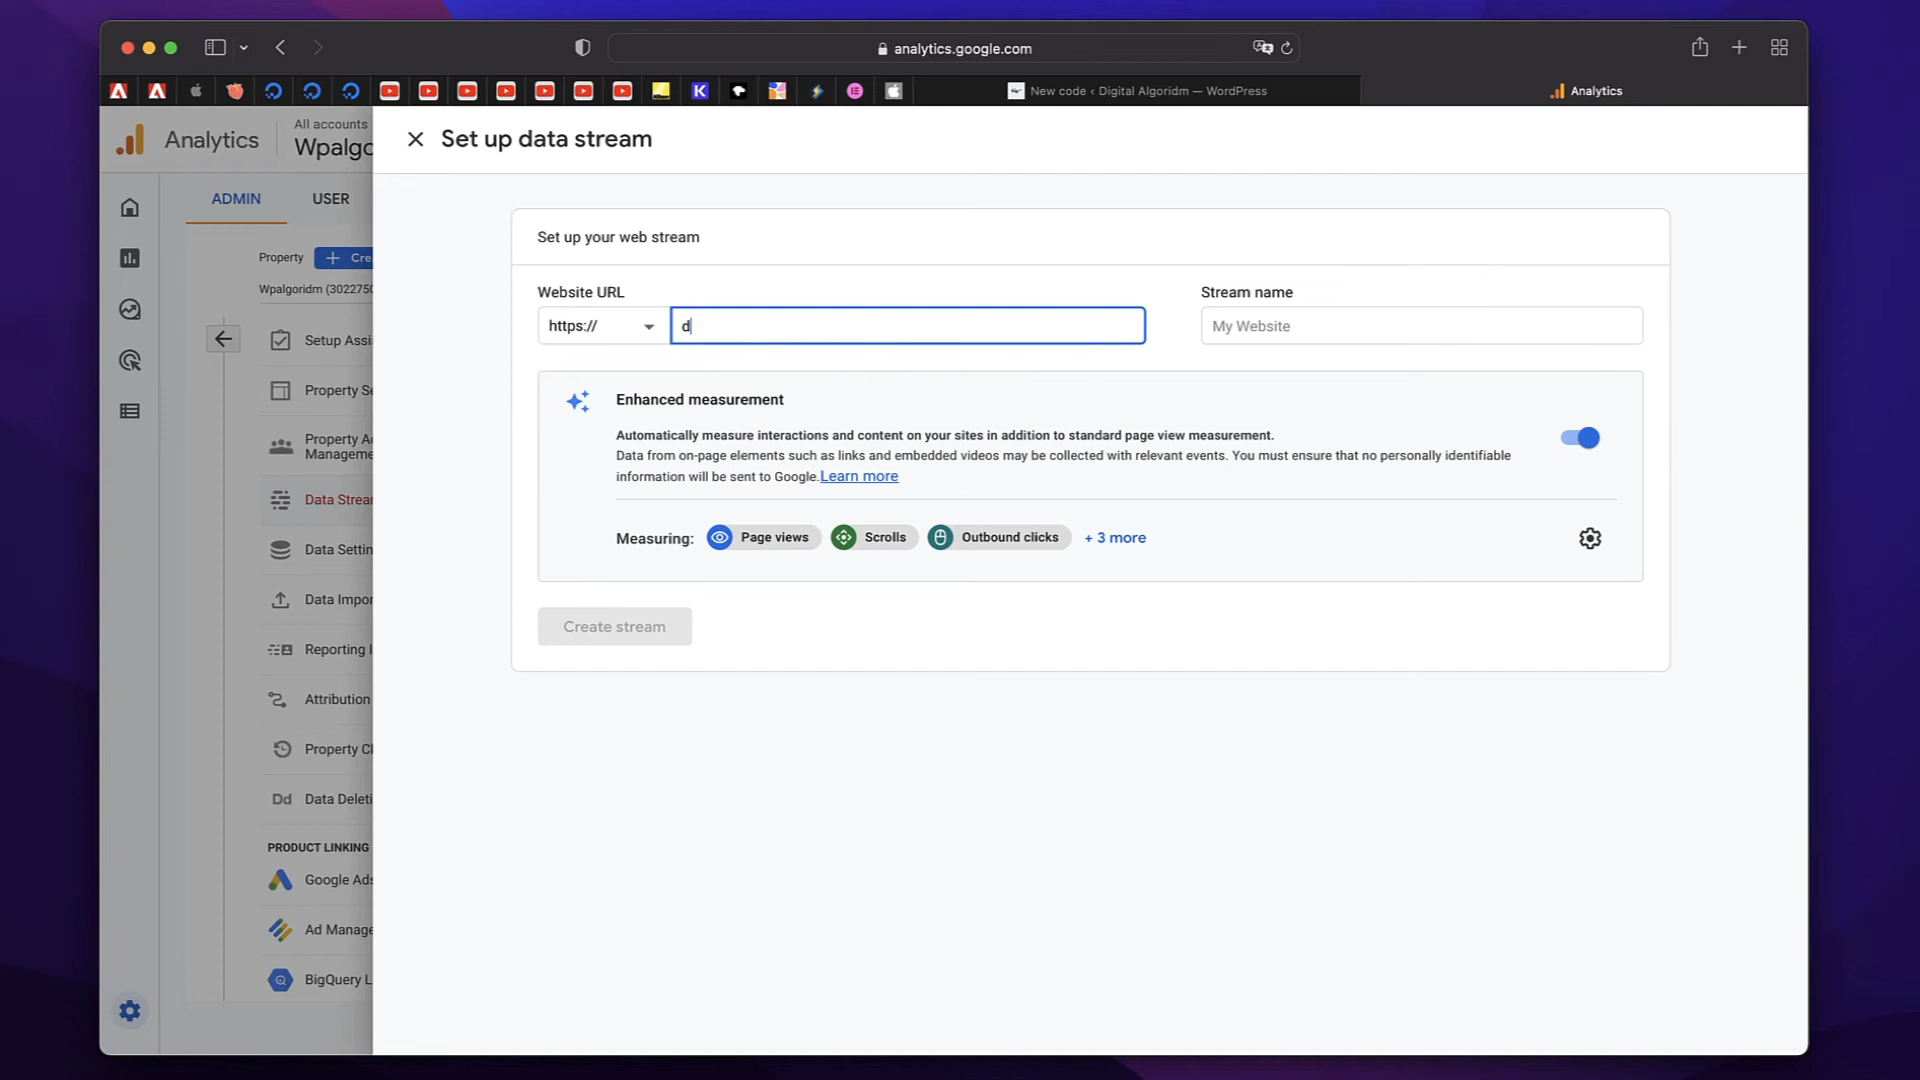 analytics.google.com
New code ‹ Digital Algoridm — WordPress
Analytics
Analytics
All accounts
Wpalgo
Set up data stream
ADMIN
USER
Property
Cre
Wpalgoridm (3022750
Setup Assi
Property Se
Property Ac
Manageme
Data Strea
Data Settin
Data Impor
Reporting I
Attribution
Property Cl
Dd
Data Deleti
PRODUCT LINKING
Google Ads
Ad Manage
BigQuery L
Set up your web stream
Website URL
Stream name
https://
d
My Website
Enhanced measurement
Automatically measure interactions and content on your sites in addition to standard page view measurement.
Data from on-page elements such as links and embedded videos may be collected with relevant events. You must ensure that no personally identifiable
information will be sent to Google.Learn more
Measuring:
Page views
Scrolls
Outbound clicks
+ 3 more
Create stream